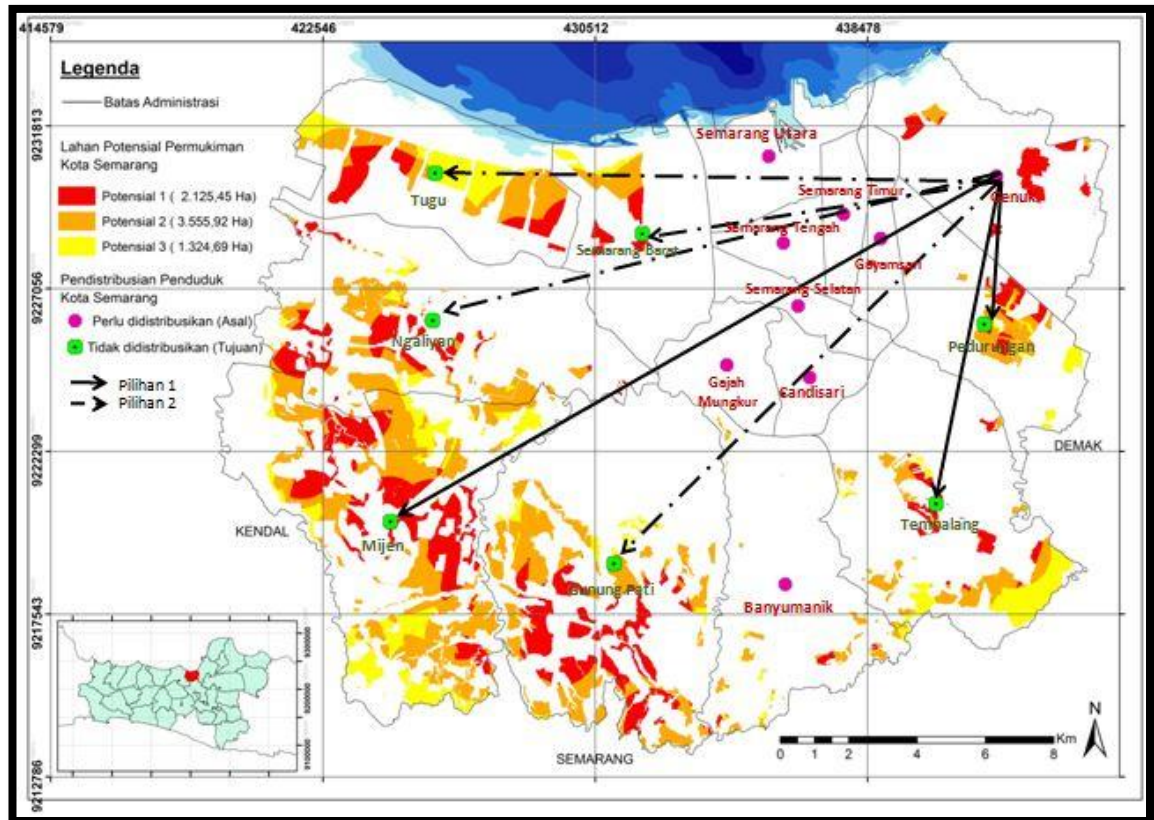 414579 422546 430512 438478
Legenda
Batas Administrasi
Lahan Potensial Permukiman
Kota Semarang
Potensial 1 ( 2.125,45 Ha)
Potensial 2 ( 3.555,92 Ha)
Potensial 3 ( 1.324,69 Ha)
Pendistribusian Penduduk
Kota Semarang
Perlu didistribusikan (Asal)
Tidak didistribusikan (Tujuan)
Pilihan 1
Pilihan 2
9231813
9227056
9222299
9217543
9212786
Semarang Utara
Tugu
Semarang Timur
Genuk
Semarang Barat
Semarang Tengah
Gayamsari
Semarang Selatan
Ngaliyan
Pedurungan
Gajah
Mungkur
Candisari
DEMAK
KENDAL
Mijen
Tembalang
Gunung Pati
Banyumanik
SEMARANG
N
0 1 2 4 6 8
Km
9300000
9200000
9100000